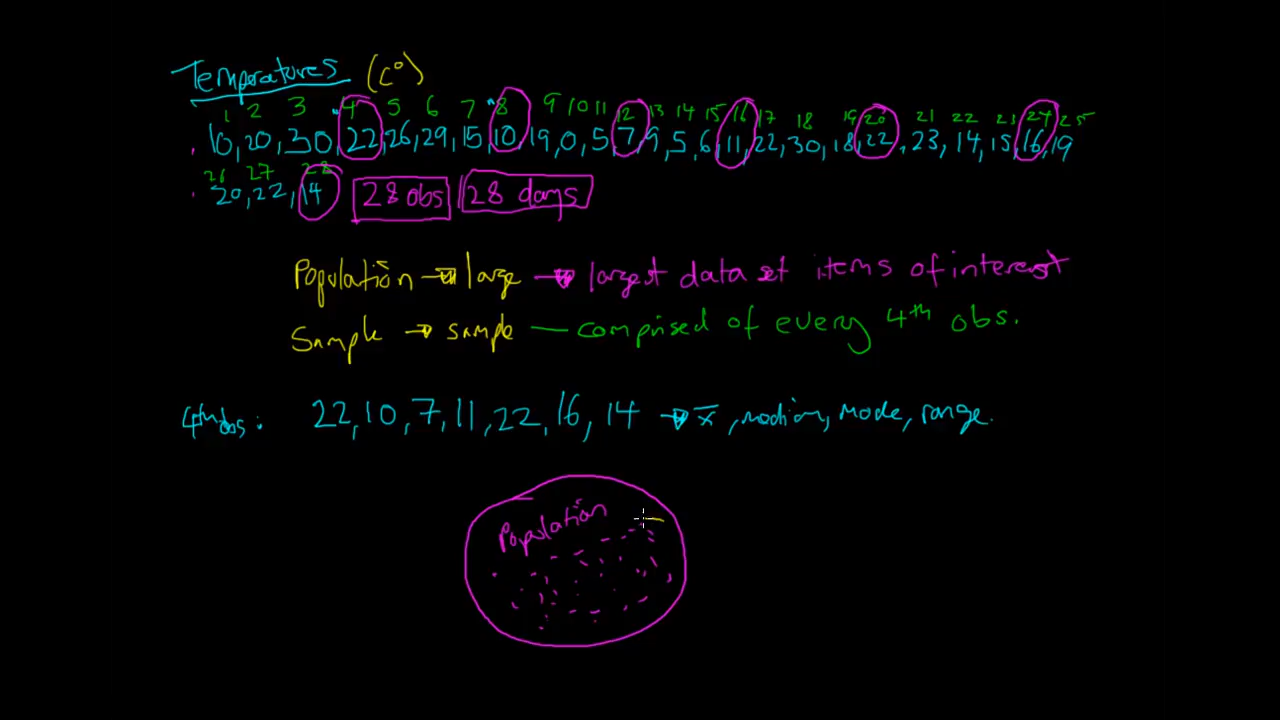 Temperatures (c°)
1 2 3 4 5 6 7 8 9 10 11 12 13 14 15 16 17 18 19 20 21 22 23 24 25
10, 20, 30, 22, 26, 29, 15, 10, 19, 0, 5, 7, 9, 5, 6, 11, 22, 30, 18, 22, 23, 14, 15, 16, 19
26 27 28
20, 22, 14 28 obs 28 days
Population → large → largest data set items of interest
Sample → sample — comprised of every 4th obs.
4th obs: 22, 10, 7, 11, 22, 16, 14 → x̄, median, mode, range.
Population